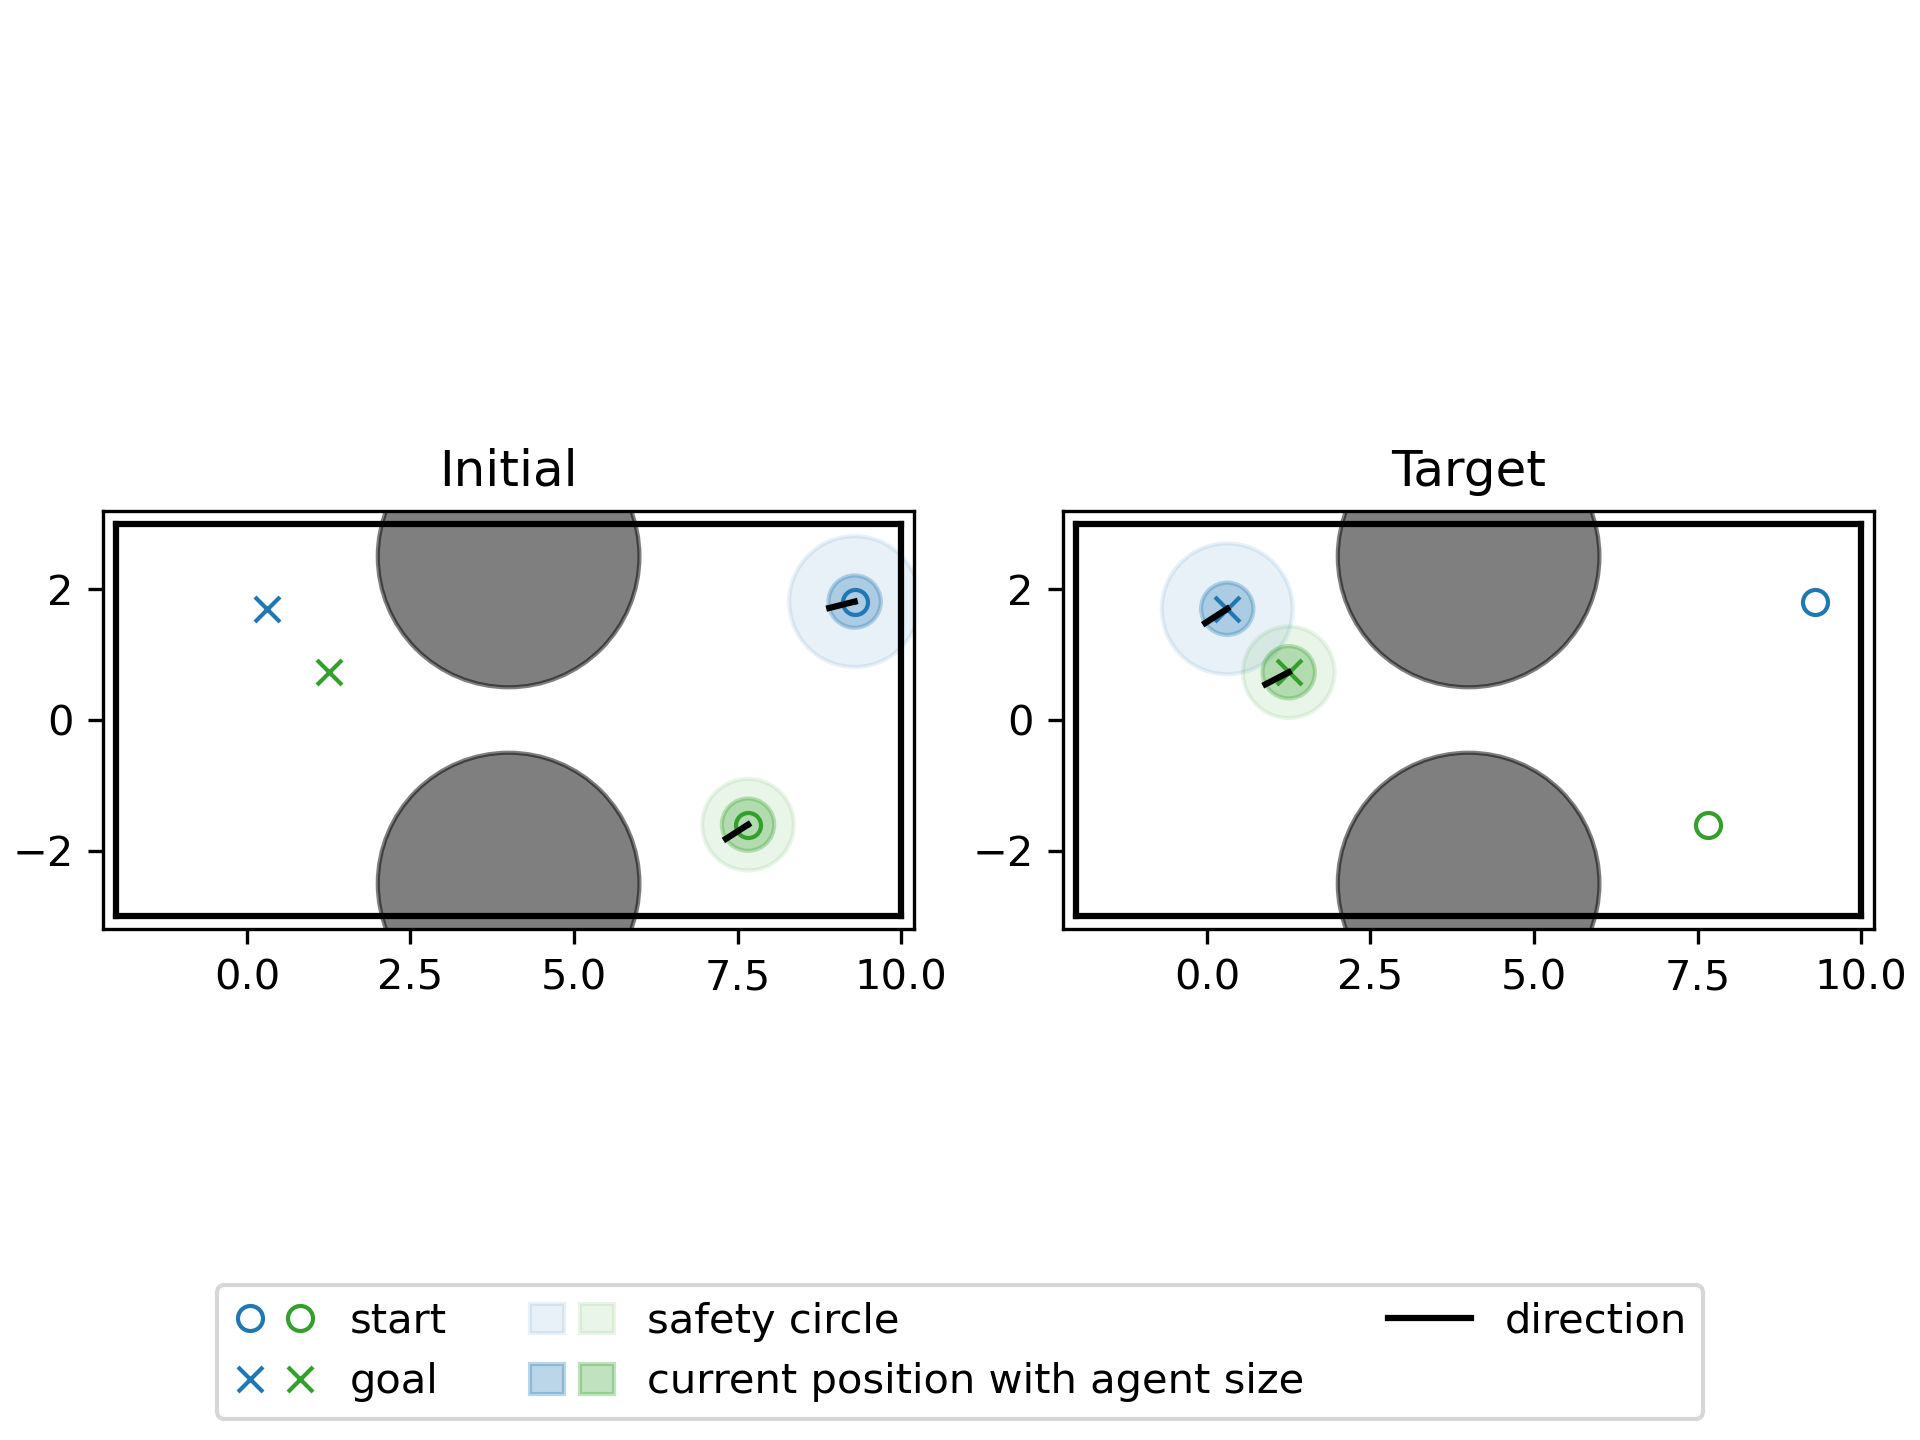 Initial
Target
2
0
−2
0.0 2.5 5.0 7.5 10.0
2
0
−2
0.0 2.5 5.0 7.5 10.0
start
goal
safety circle
current position with agent size
direction